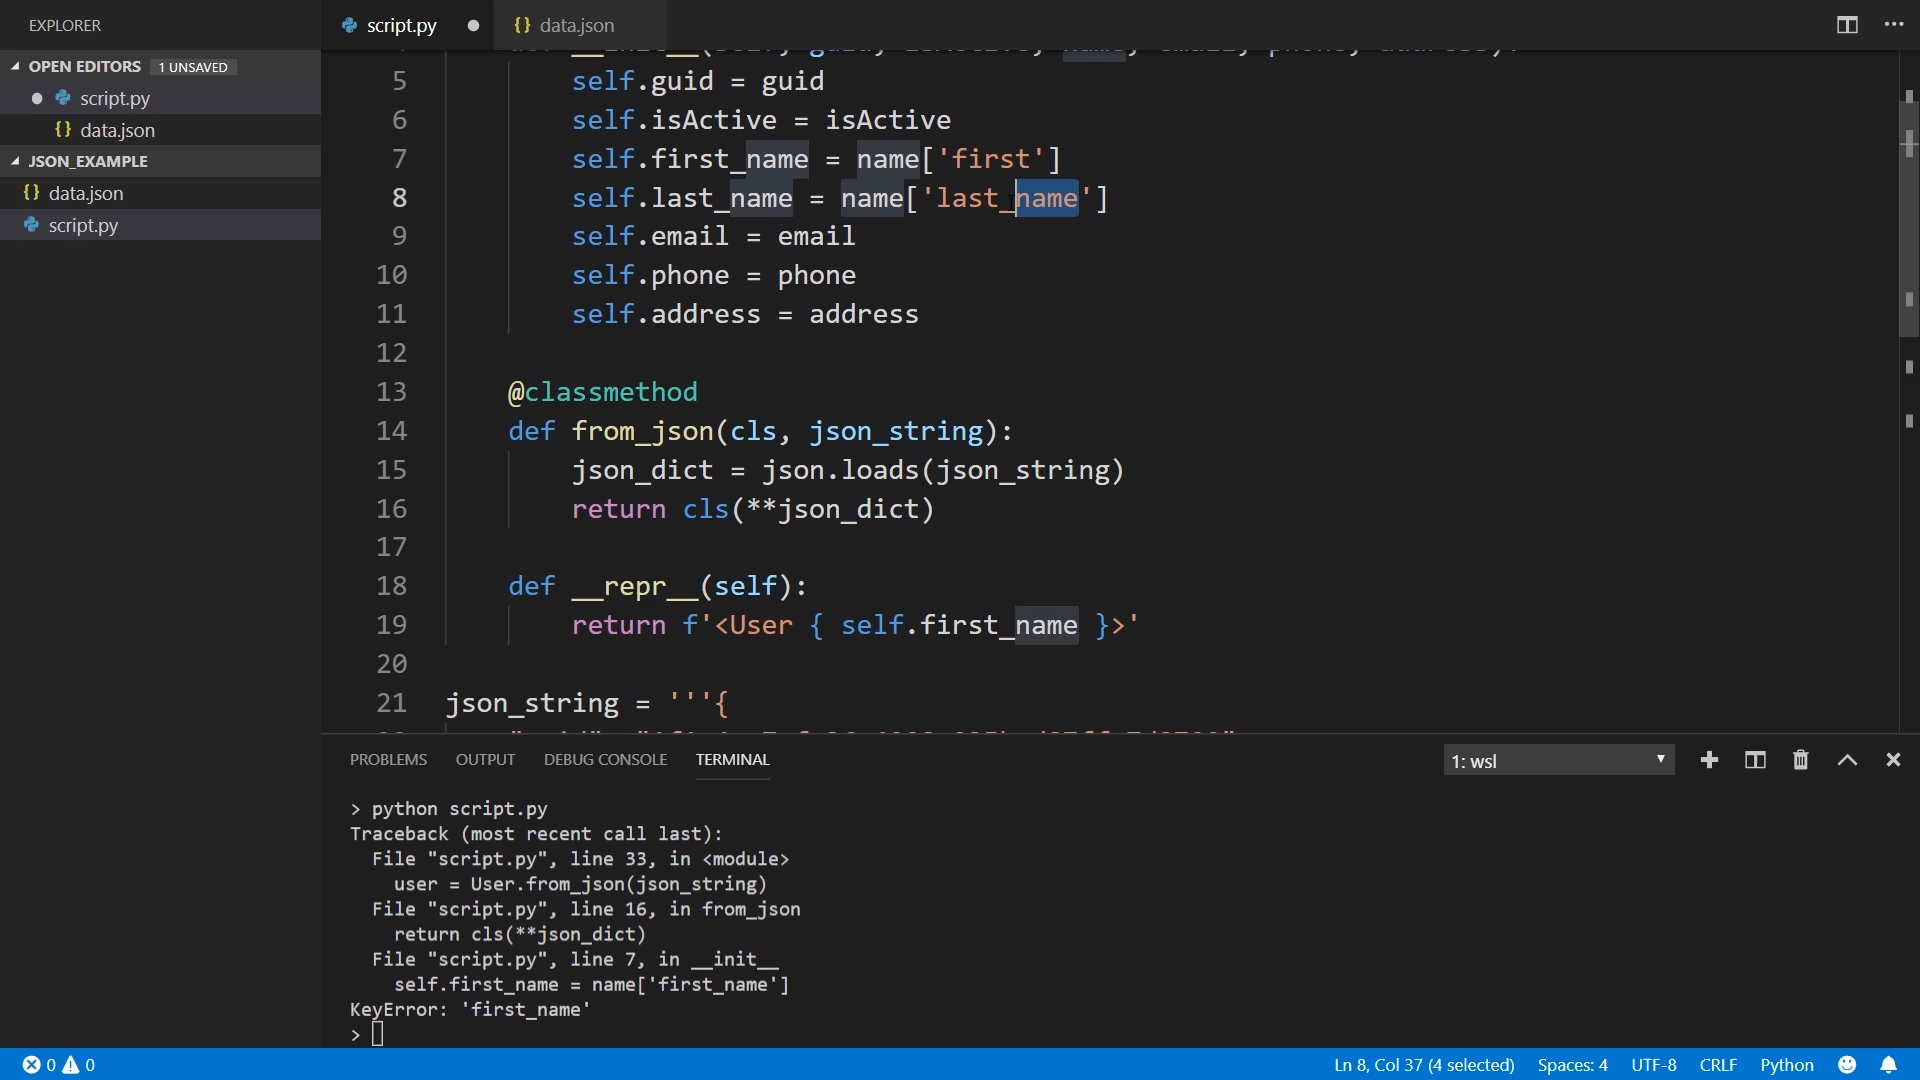 EXPLORER
OPEN EDITORS 1 UNSAVED
script.py
data.json
JSON_EXAMPLE
data.json
script.py
script.py
data.json
5 self.guid = guid
6 self.isActive = isActive
7 self.first_name = name['first']
8 self.last_name = name['last_name']
9 self.email = email
10 self.phone = phone
11 self.address = address
12
13 @classmethod
14 def from_json(cls, json_string):
15 json_dict = json.loads(json_string)
16 return cls(**json_dict)
17
18 def __repr__(self):
19 return f'<User { self.first_name }>'
20
21 json_string = '''{
PROBLEMS OUTPUT DEBUG CONSOLE TERMINAL 1: wsl
> python script.py
Traceback (most recent call last):
File "script.py", line 33, in <module>
user = User.from_json(json_string)
File "script.py", line 16, in from_json
return cls(**json_dict)
File "script.py", line 7, in __init__
self.first_name = name['first_name']
KeyError: 'first_name'
>
0 0 Ln 8, Col 37 (4 selected) Spaces: 4 UTF-8 CRLF Python